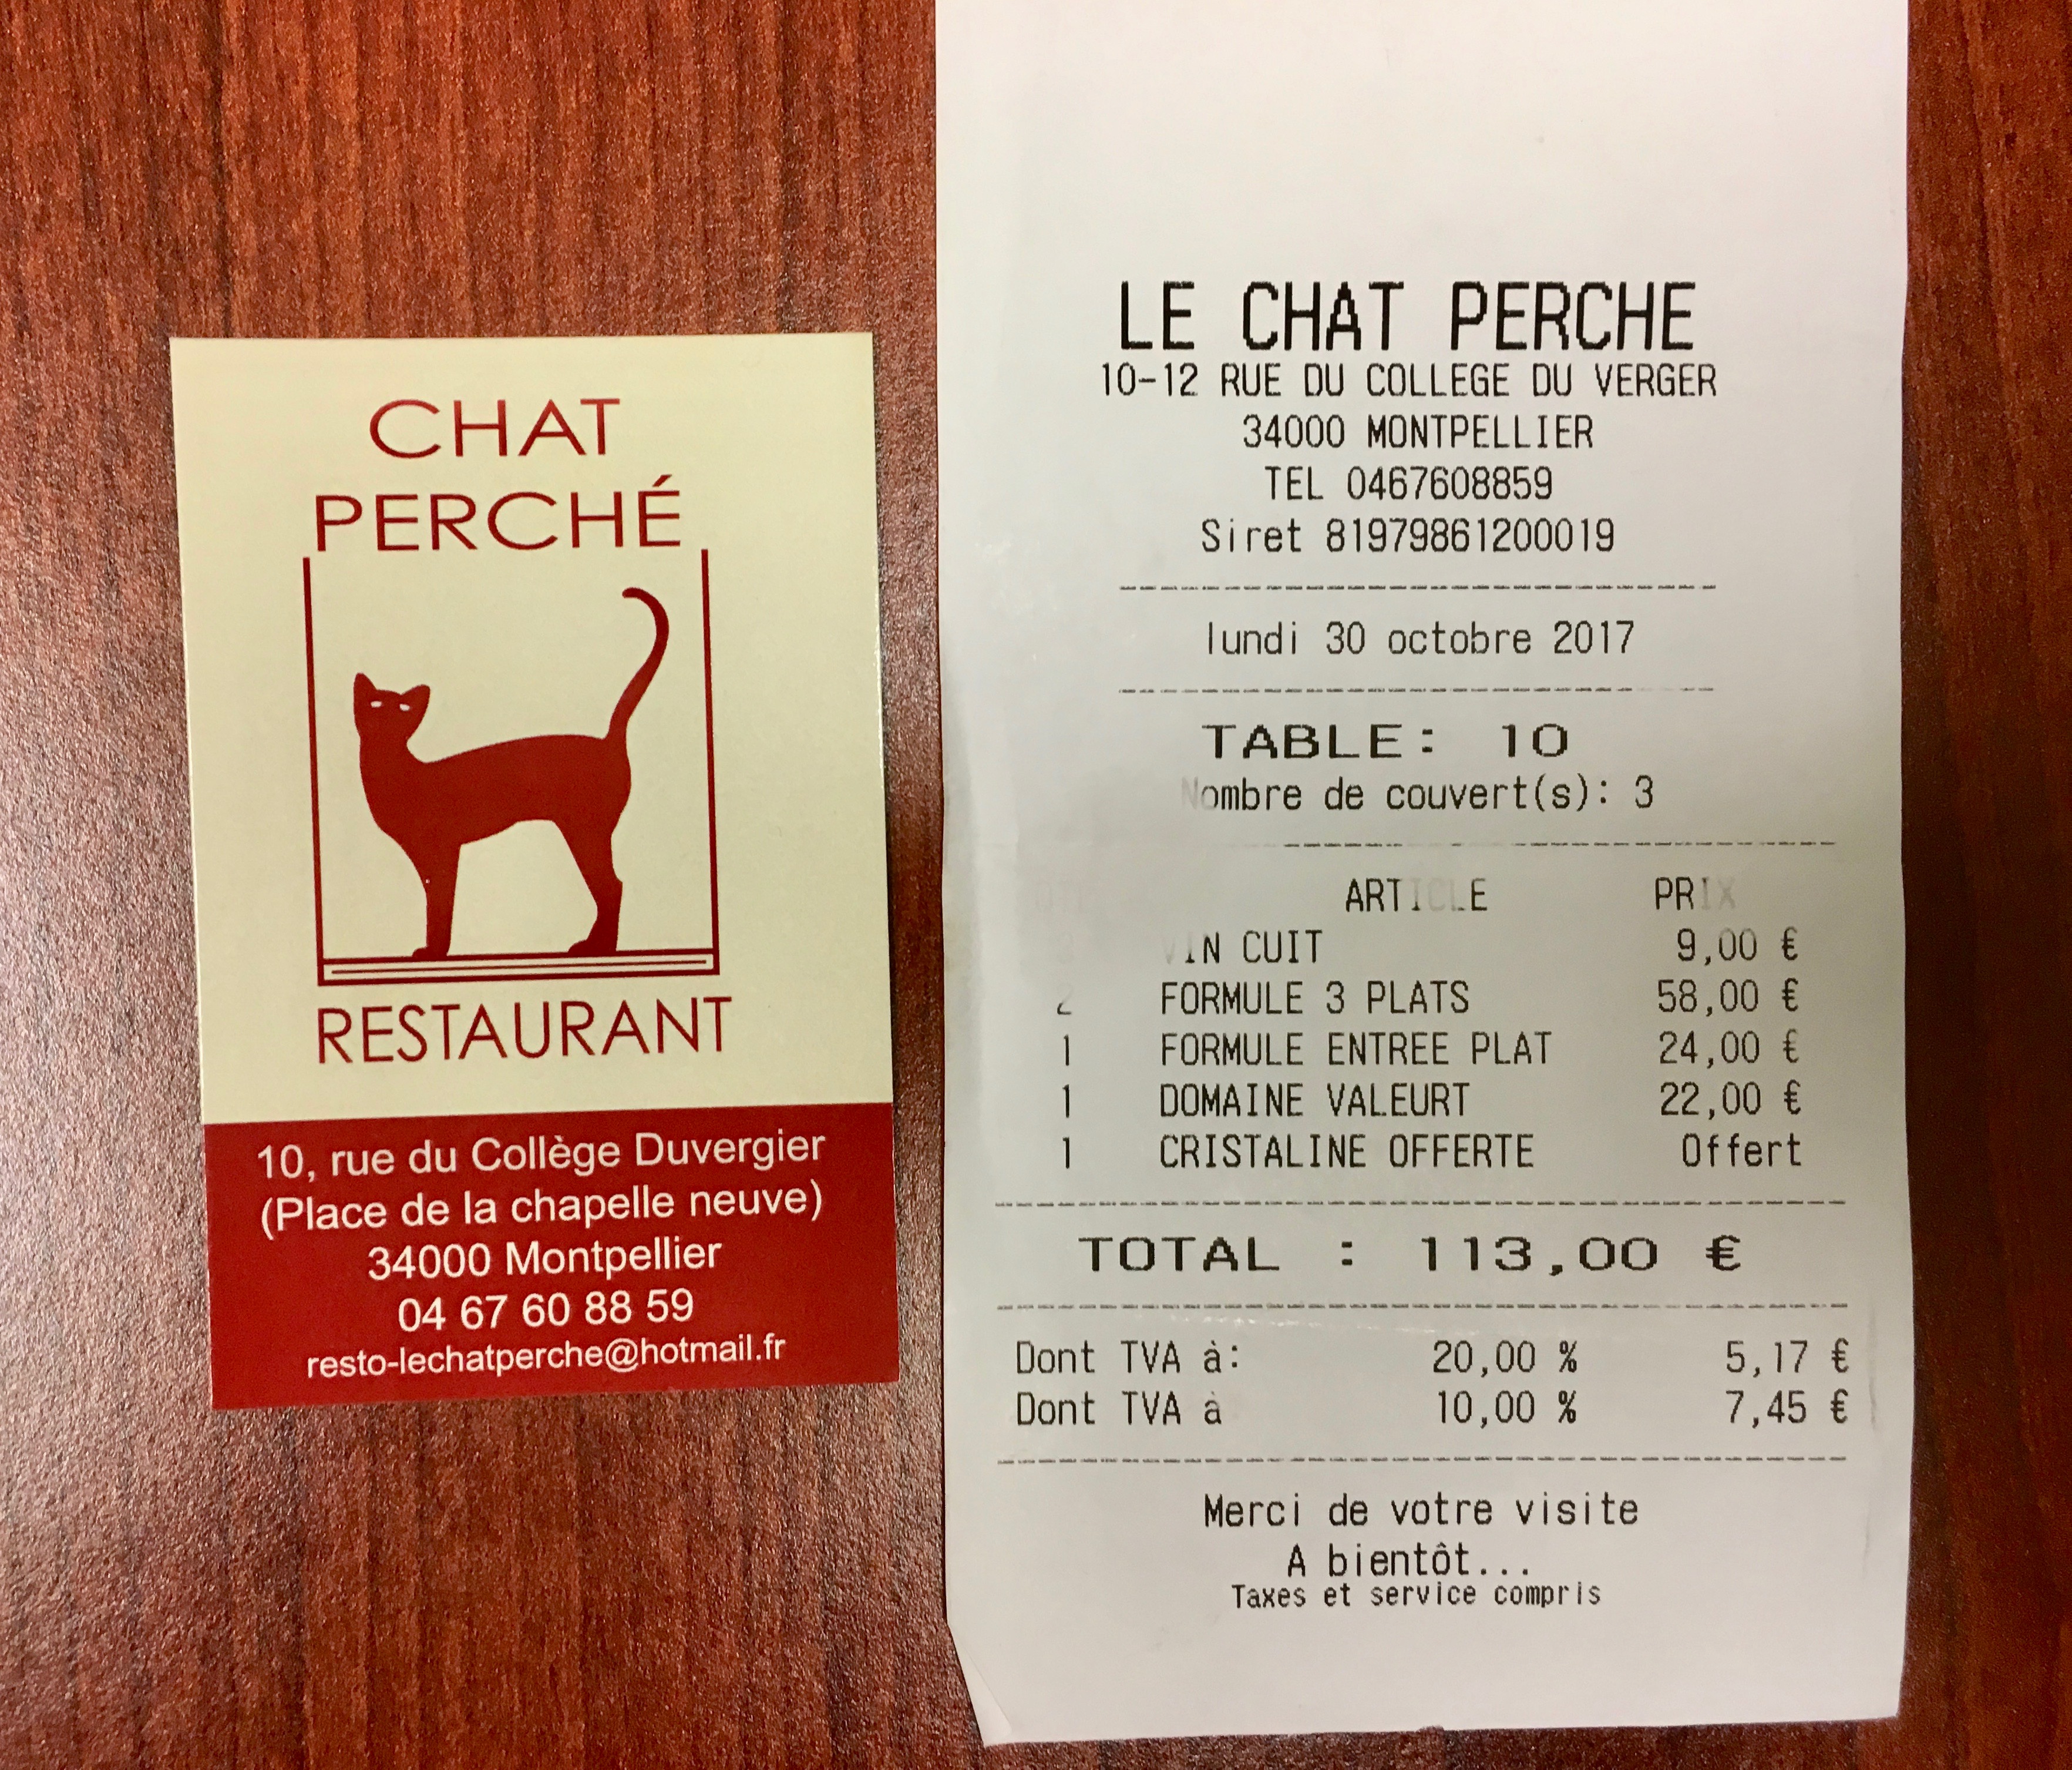 CHAT
PERCHÉ
RESTAURANT
10, rue du Collège Duvergier
(Place de la chapelle neuve)
34000 Montpellier
04 67 60 88 59
resto-lechatperche@hotmail.fr
LE CHAT PERCHE
10-12 RUE DU COLLEGE DU VERGER
34000 MONTPELLIER
TEL 0467608859
Siret 81979861200019
lundi 30 octobre 2017
TABLE: 10
Nombre de couvert(s): 3
ARTICLE PRIX
VIN CUIT 9,00 €
2 FORMULE 3 PLATS 58,00 €
1 FORMULE ENTREE PLAT 24,00 €
1 DOMAINE VALEURT 22,00 €
1 CRISTALINE OFFERTE Offert
TOTAL : 113,00 €
Dont TVA à: 20,00 % 5,17 €
Dont TVA à 10,00 % 7,45 €
Merci de votre visite
A bientôt...
Taxes et service compris